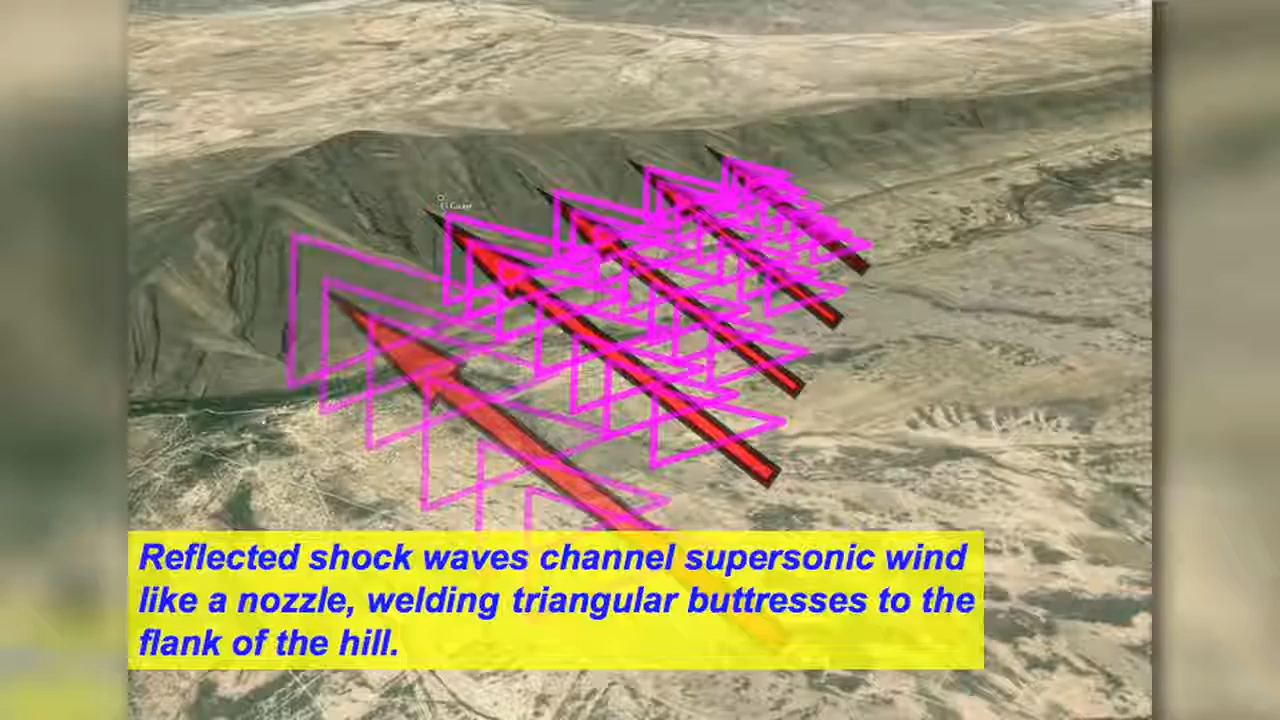 Reflected shock waves channel supersonic wind
like a nozzle, welding triangular buttresses to the
flank of the hill.